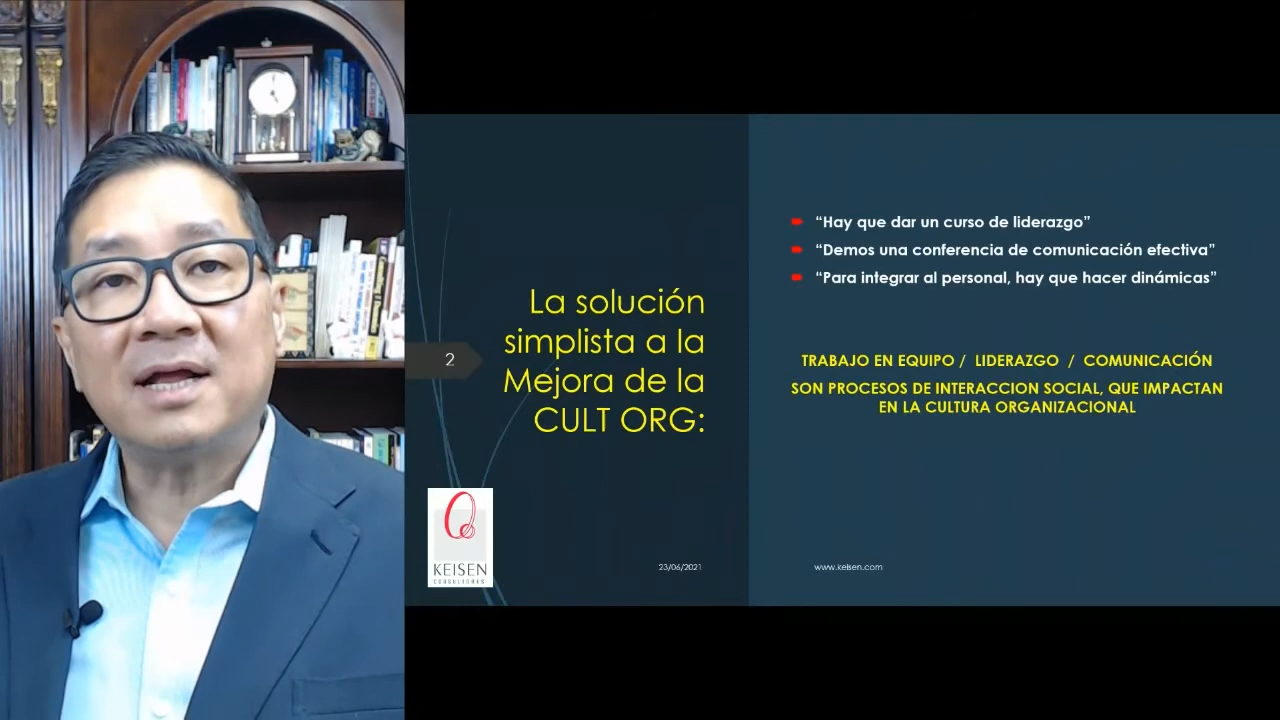 La solución
simplista a la
Mejora de la
CULT ORG:
2
KEISEN
CONSULTORES
23/06/2021
“Hay que dar un curso de liderazgo”
“Demos una conferencia de comunicación efectiva”
“Para integrar al personal, hay que hacer dinámicas”
TRABAJO EN EQUIPO / LIDERAZGO / COMUNICACIÓN
SON PROCESOS DE INTERACCION SOCIAL, QUE IMPACTAN
EN LA CULTURA ORGANIZACIONAL
www.keisen.com